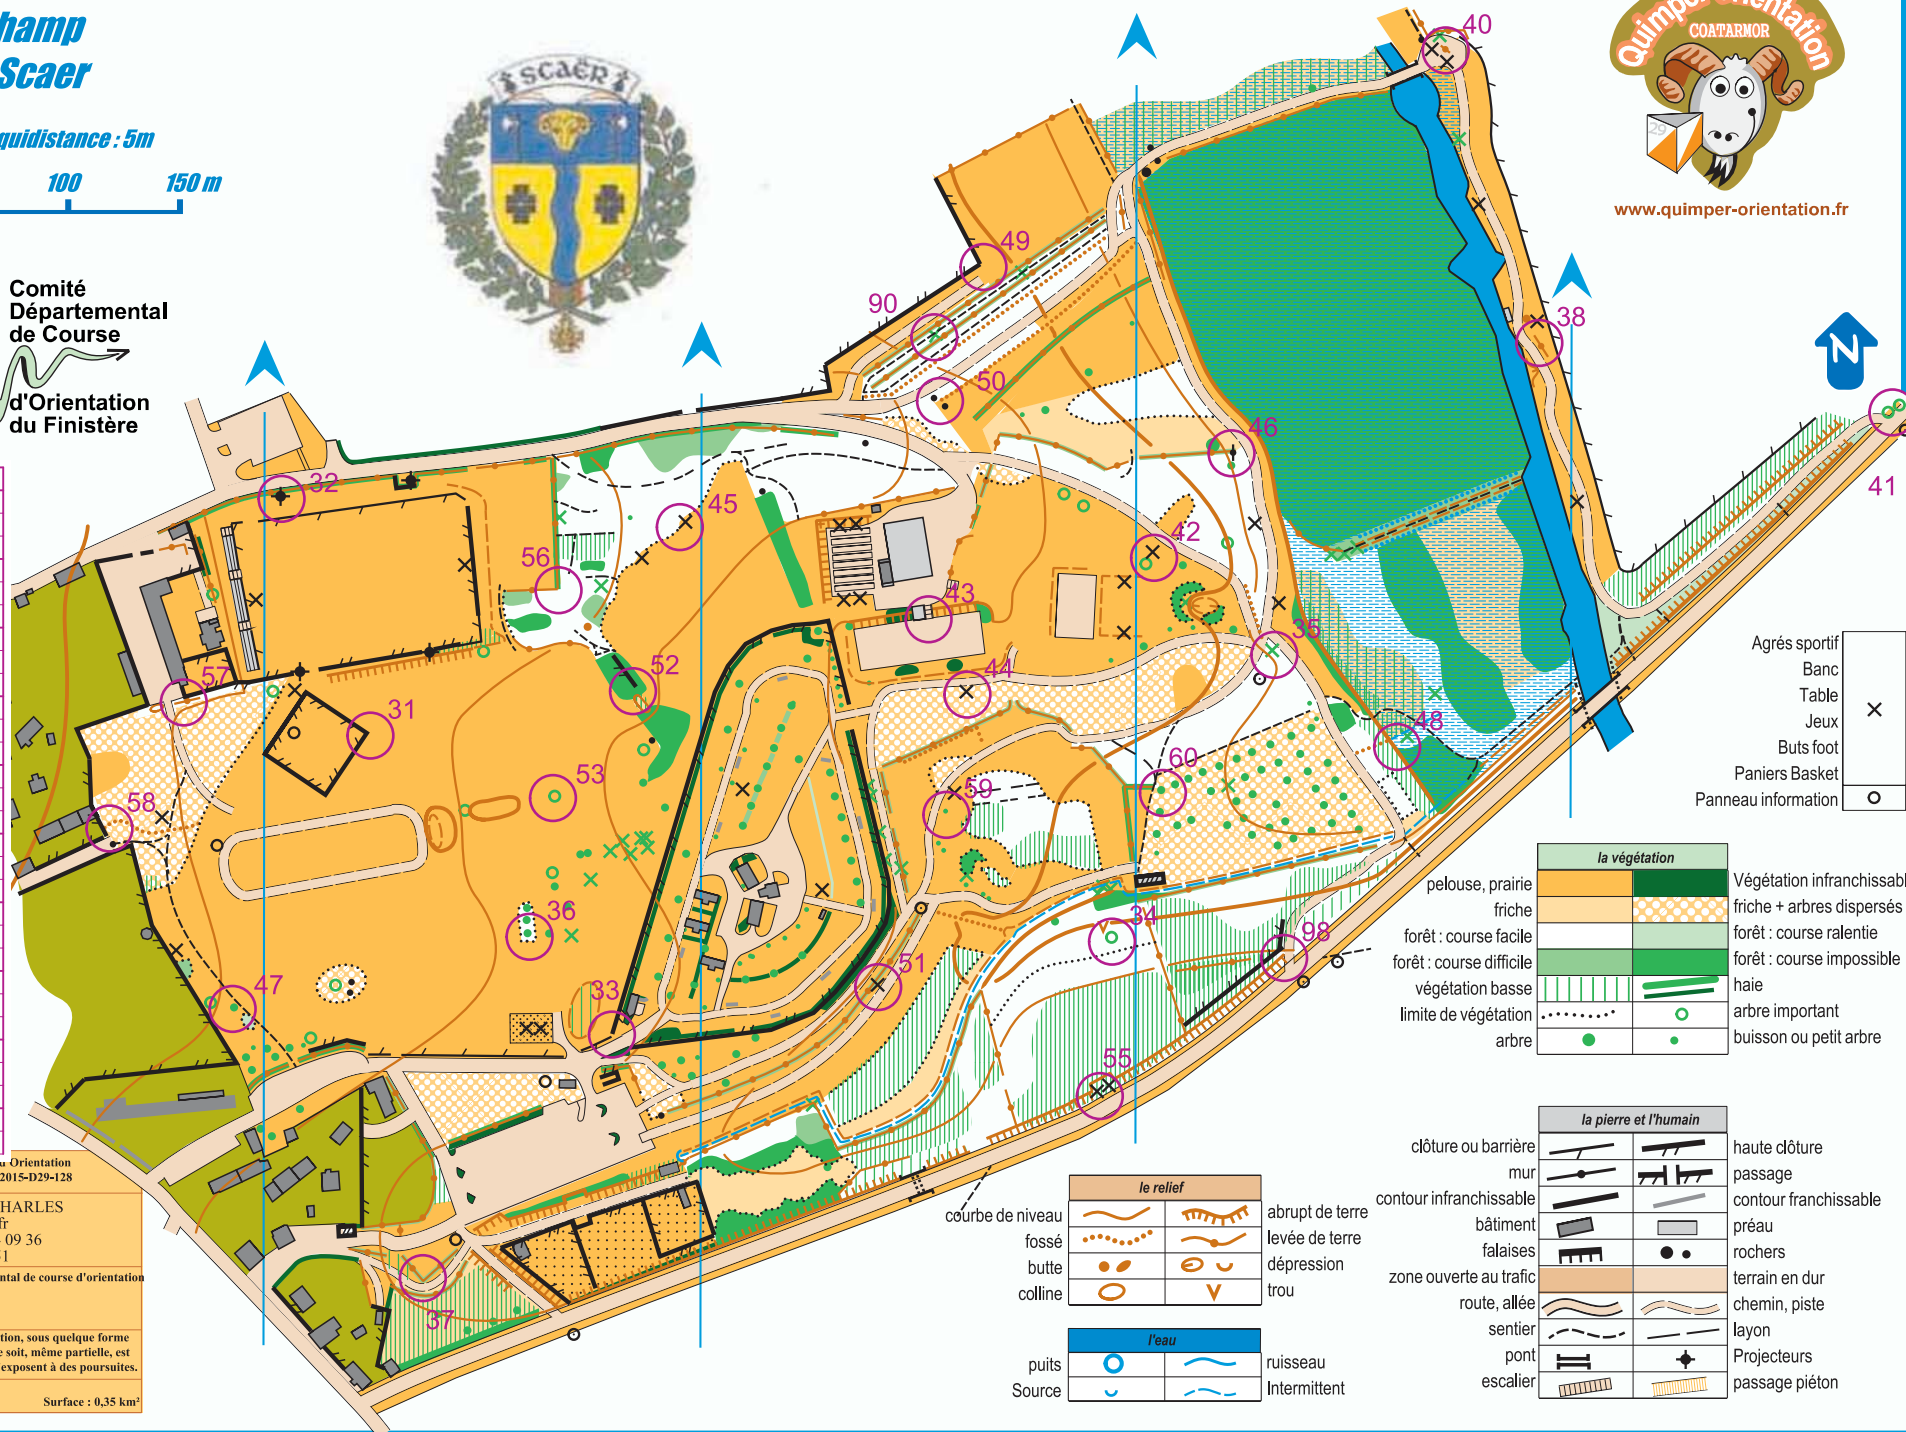 hamp
Scaer
quidistance : 5m
100 150 m
Comité
Départemental
de Course
d'Orientation
du Finistère
SCAËR
Quimper-Orientation
COATARMOR
29
www.quimper-orientation.fr
N
40
49
90
38
50
46
41
32
45
42
56
43
35
57
52
44
48
31
53
60
58
59
36
34
98
51
47
33
55
37
Agrés sportif
Banc
Table
Jeux
Buts foot
Paniers Basket
Panneau information
la végétation
pelouse, prairie
Végétation infranchissabl
friche
friche + arbres dispersés
forêt : course facile
forêt : course ralentie
forêt : course difficile
forêt : course impossible
végétation basse
haie
limite de végétation
arbre important
arbre
buisson ou petit arbre
la pierre et l'humain
clôture ou barrière
haute clôture
mur
passage
contour infranchissable
contour franchissable
bâtiment
préau
falaises
rochers
zone ouverte au trafic
terrain en dur
route, allée
chemin, piste
sentier
layon
pont
Projecteurs
escalier
passage piéton
le relief
courbe de niveau
abrupt de terre
fossé
levée de terre
butte
dépression
colline
trou
l'eau
puits
ruisseau
Source
Intermittent
u Orientation
2015-D29-128
HARLES
fr
09 36
1
ntal de course d'orientation
tion, sous quelque forme
e soit, même partielle, est
'exposent à des poursuites.
Surface : 0,35 km²